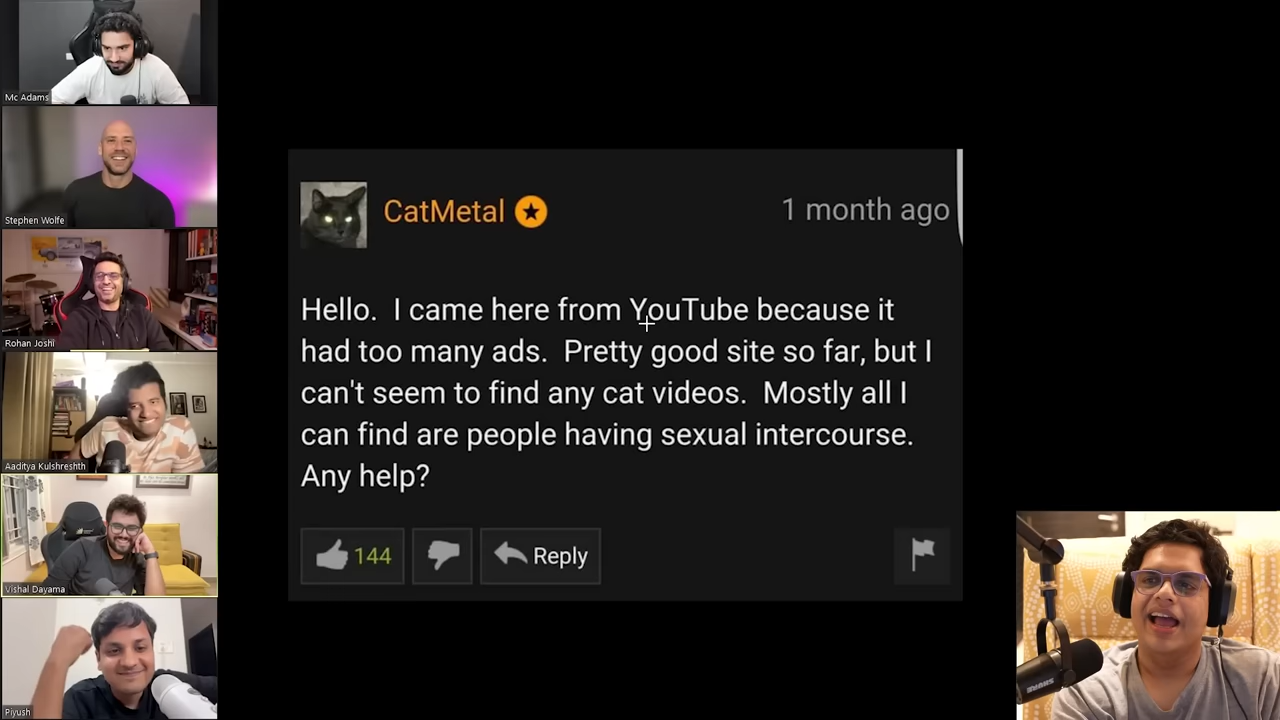 Mc Adams
Stephen Wolfe
Rohan Joshi
Aaditya Kulshreshth
Vishal Dayama
Piyush
CatMetal
1 month ago
Hello.  I came here from YouTube because it
had too many ads.  Pretty good site so far, but I
can't seem to find any cat videos.  Mostly all I
can find are people having sexual intercourse.
Any help?
144
Reply
SHURE